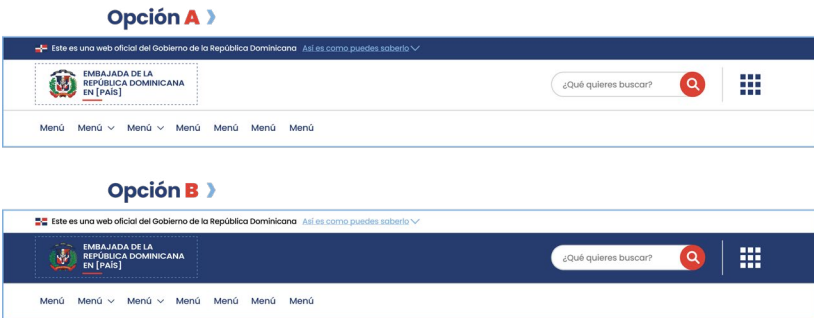 Opción A
Este es una web oficial del Gobierno de la República Dominicana Así es como puedes saberlo
EMBAJADA DE LA
REPÚBLICA DOMINICANA
EN [PAÍS]
¿Qué quieres buscar?
Menú Menú Menú Menú Menú Menú Menú
Opción B
Este es una web oficial del Gobierno de la República Dominicana Así es como puedes saberlo
EMBAJADA DE LA
REPÚBLICA DOMINICANA
EN [PAÍS]
¿Qué quieres buscar?
Menú Menú Menú Menú Menú Menú Menú